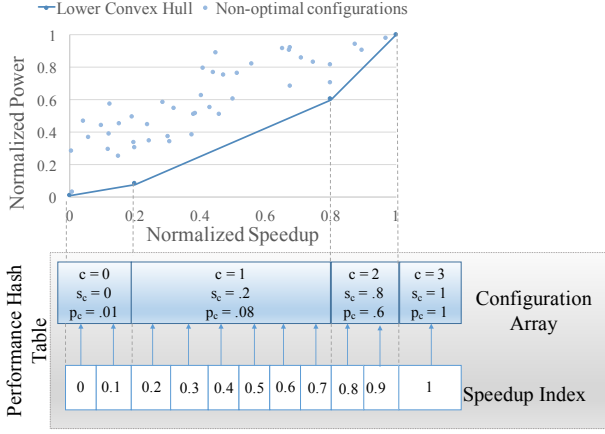 Lower Convex Hull Non-optimal configurations
1
0.8
0.6
0.4
0.2
0
Normalized Power
0 0.2 0.4 0.6 0.8 1
Normalized Speedup
Performance Hash
Table
c = 0 c = 1 c = 2 c = 3
s_c = 0 s_c = .2 s_c = .8 s_c = 1
p_c = .01 p_c = .08 p_c = .6 p_c = 1
Configuration
Array
0 0.1 0.2 0.3 0.4 0.5 0.6 0.7 0.8 0.9 1
Speedup Index